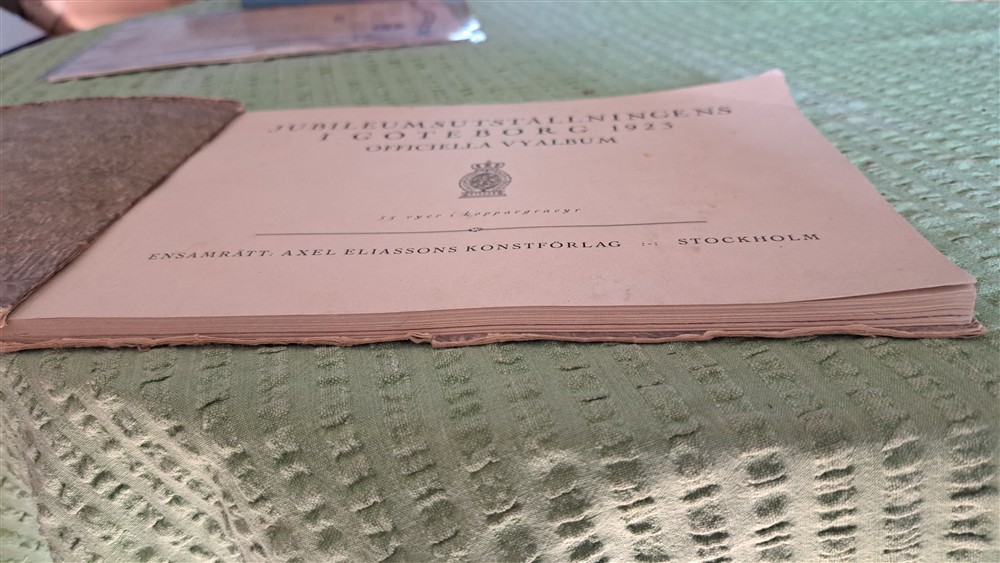 JUBILEUMSUTSTÄLLNINGENS
I GÖTEBORG 1923
OFFICIELLA VYALBUM
55 vyer i koppargravyr
ENSAMRÄTT: AXEL ELIASSONS KONSTFÖRLAG :-: STOCKHOLM